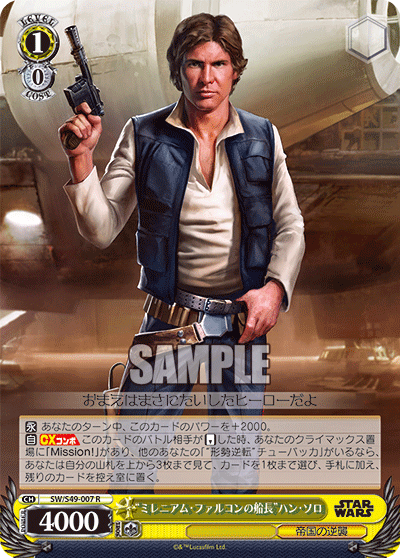 LEVEL
1
0
COST
SAMPLE
おまえはまさにたいしたヒーローだよ
永 あなたのターン中、このカードのパワーを+2000。
自 CXコンボ このカードのバトル相手が した時、あなたのクライマックス置
場に「Mission!」があり、他のあなたの「“形勢逆転”チューバッカ」がいるなら、
あなたは自分の山札を上から3枚まで見て、カードを1枚まで選び、手札に加え、
残りのカードを控え室に置く。
CH SW/S49-007 R
POWER
4000
“ミレニアム・ファルコンの船長”ハン・ソロ
帝国の逆襲
STAR
WARS
©&™Lucasfilm Ltd.